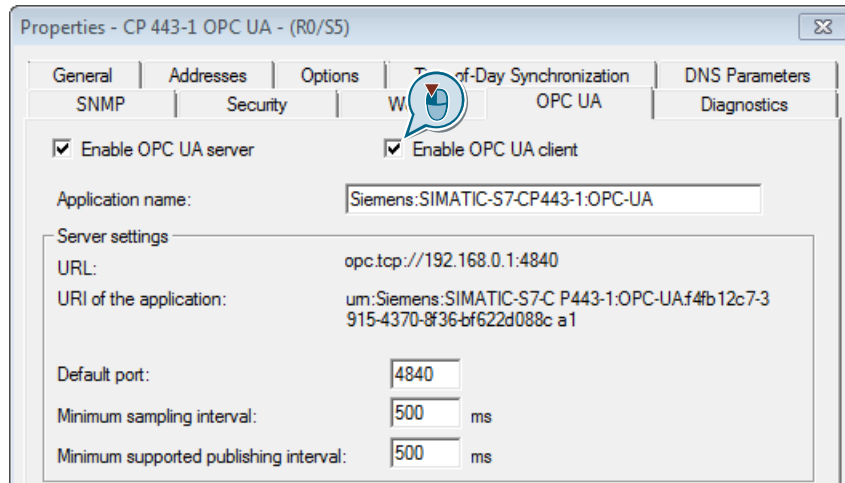 Properties - CP 443-1 OPC UA - (R0/S5)
General Addresses Options of-Day Synchronization DNS Parameters
SNMP Security OPC UA Diagnostics
Enable OPC UA server Enable OPC UA client
Application name: Siemens:SIMATIC-S7-CP443-1:OPC-UA
Server settings
URL: opc.tcp://192.168.0.1:4840
URI of the application: urn:Siemens:SIMATIC-S7-C P443-1:OPC-UA:f4fb12c7-3
915-4370-8f36-bf622d088c a1
Default port: 4840
Minimum sampling interval: 500 ms
Minimum supported publishing interval: 500 ms